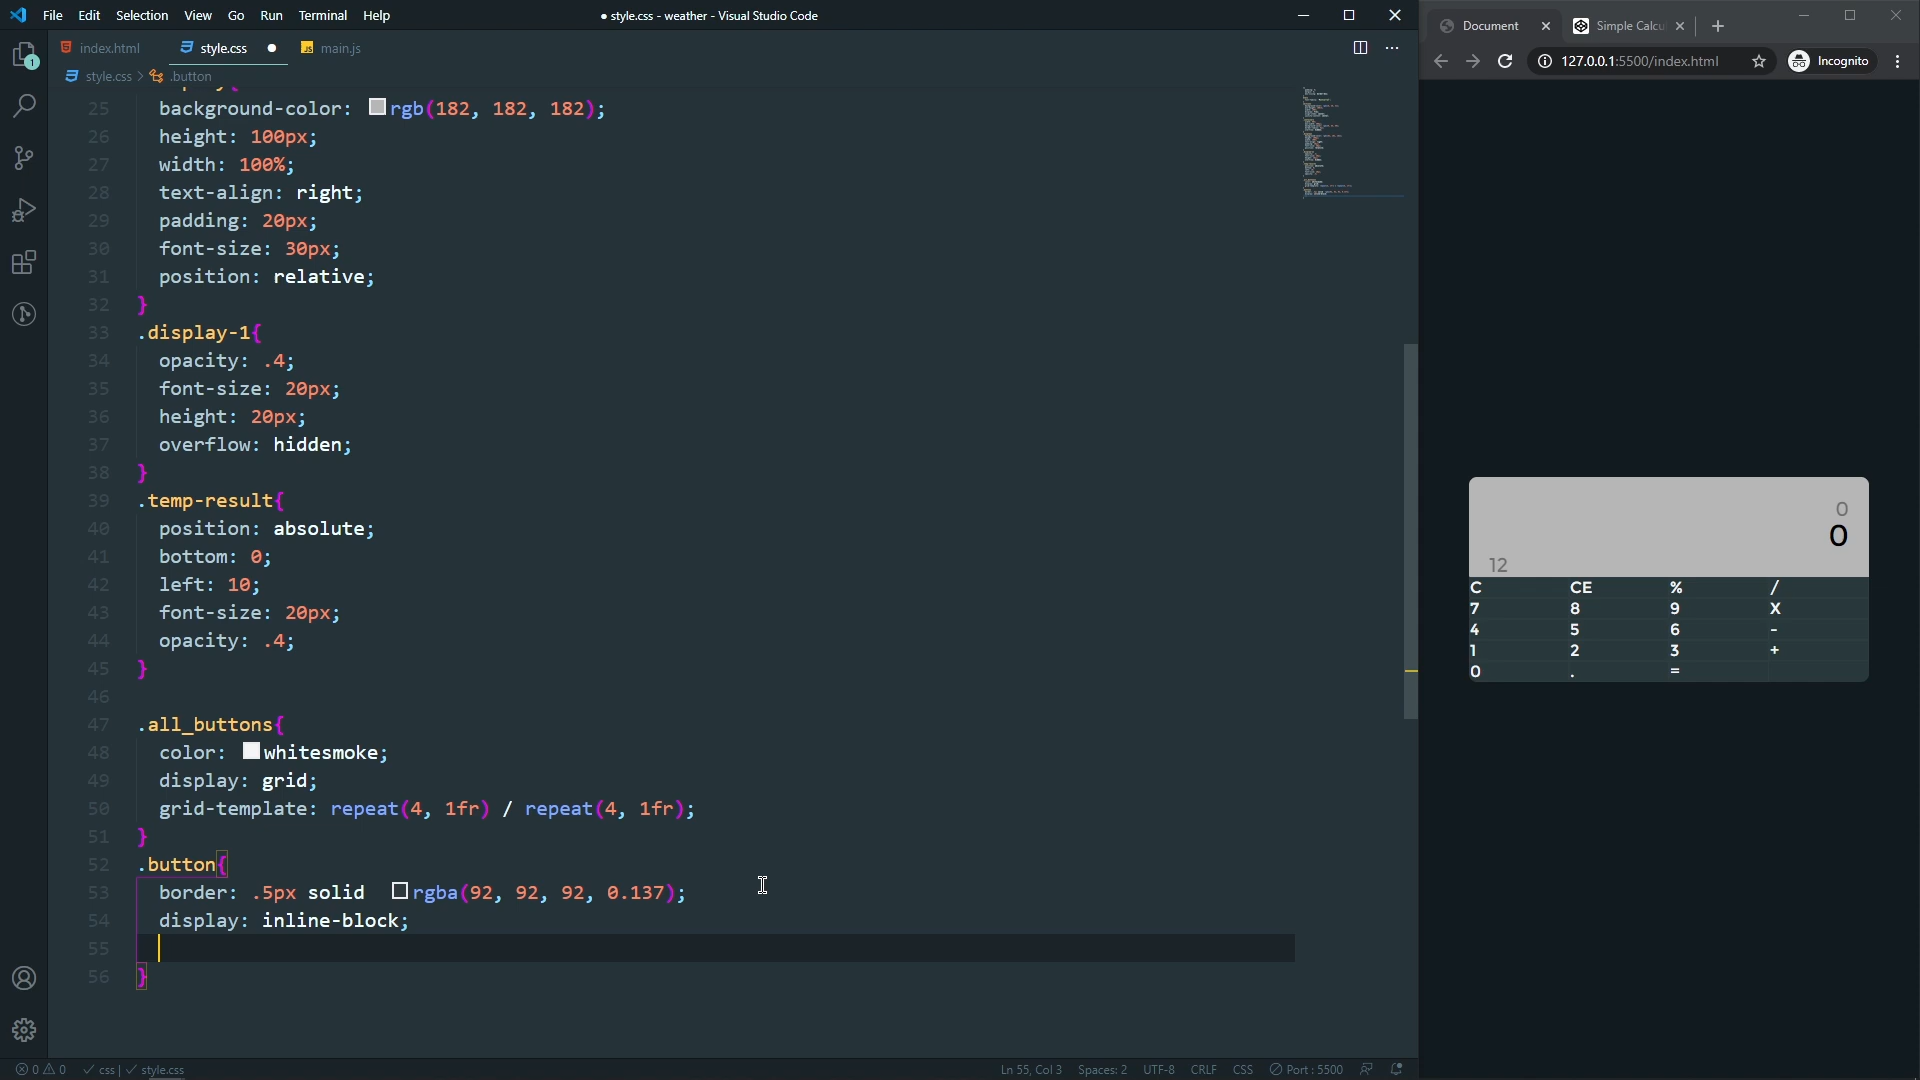 File Edit Selection View Go Run Terminal Help
● style.css - weather - Visual Studio Code
index.html
style.css ●
main.js
style.css > .button
25 background-color: rgb(182, 182, 182);
26 height: 100px;
27 width: 100%;
28 text-align: right;
29 padding: 20px;
30 font-size: 30px;
31 position: relative;
32 }
33 .display-1{
34 opacity: .4;
35 font-size: 20px;
36 height: 20px;
37 overflow: hidden;
38 }
39 .temp-result{
40 position: absolute;
41 bottom: 0;
42 left: 10;
43 font-size: 20px;
44 opacity: .4;
45 }
46
47 .all_buttons{
48 color: whitesmoke;
49 display: grid;
50 grid-template: repeat(4, 1fr) / repeat(4, 1fr);
51 }
52 .button{
53 border: .5px solid rgba(92, 92, 92, 0.137);
54 display: inline-block;
55
56 }
1
0 0
css | style.css
Ln 55, Col 3
Spaces: 2
UTF-8
CRLF
CSS
Port : 5500
Document
Simple Calcu
127.0.0.1:5500/index.html
Incognito
0
0
12
C CE % /
7 8 9 X
4 5 6 -
1 2 3 +
0 . =